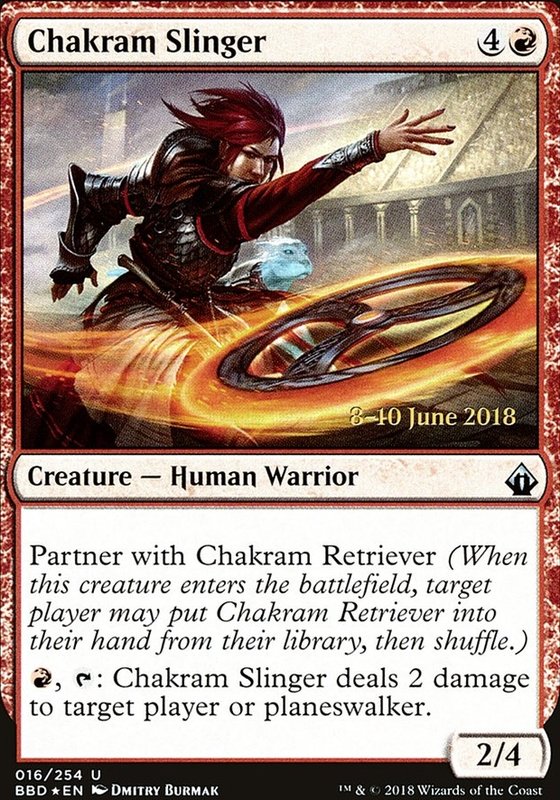 Chakram Slinger 4
8-10 June 2018
Creature — Human Warrior
Partner with Chakram Retriever (When
this creature enters the battlefield, target
player may put Chakram Retriever into
their hand from their library, then shuffle.)
, : Chakram Slinger deals 2 damage
to target player or planeswalker.
2/4
016/254 U
BBD ★ EN Dmitry Burmak
™ & © 2018 Wizards of the Coast